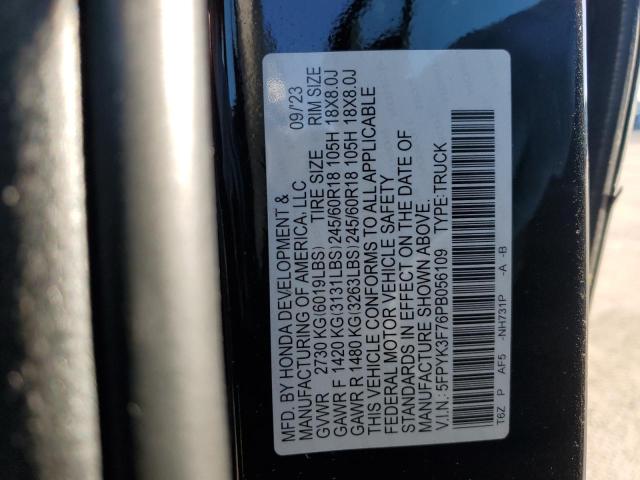 MFD. BY HONDA DEVELOPMENT &
MANUFACTURING OF AMERICA, LLC 09/'23
GVWR 2730 KG(6019LBS) TIRE SIZE RIM SIZE
GAWR F 1420 KG(3131LBS)245/60R18 105H 18X8.0J
GAWR R 1480 KG(3263LBS)245/60R18 105H 18X8.0J
THIS VEHICLE CONFORMS TO ALL APPLICABLE
FEDERAL MOTOR VEHICLE SAFETY
STANDARDS IN EFFECT ON THE DATE OF
MANUFACTURE SHOWN ABOVE.
V.I.N.: 5FPYK3F76PB056109 TYPE:TRUCK
T6Z P AF5 -NH731P -A -B